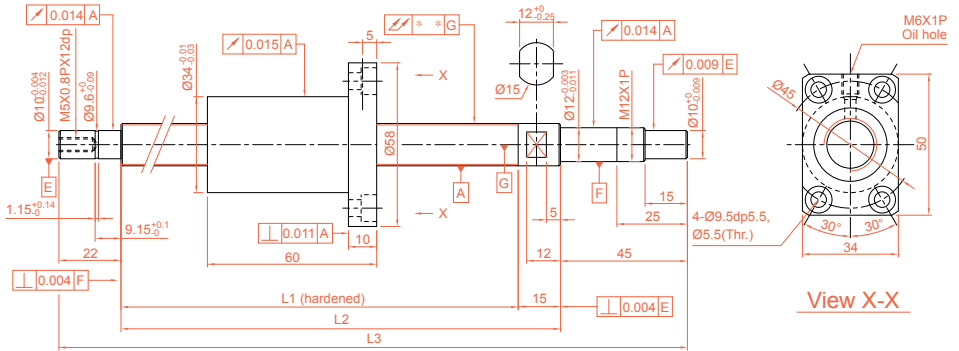 0.014 A
0.015 A
* * G
12 +0 -0.25
0.014 A
M6X1P
Oil hole
0.009 E
5
X
Ø10 -0.004 -0.012
M5X0.8PX12dp
Ø9.6 +0 -0.09
Ø34 -0.01 -0.03
Ø58
Ø15
Ø12 -0.003 -0.011
M12X1P
Ø10 +0 -0.009
Ø45
50
E
A
G
F
1.15 +0.14 -0
9.15 +0.1 -0
X
5
15
25
4-Ø9.5dp5.5,
Ø5.5(Thr.)
30°
30°
34
0.011 A
10
22
60
12
45
0.004 F
L1 (hardened)
15
0.004 E
L2
L3
View X-X